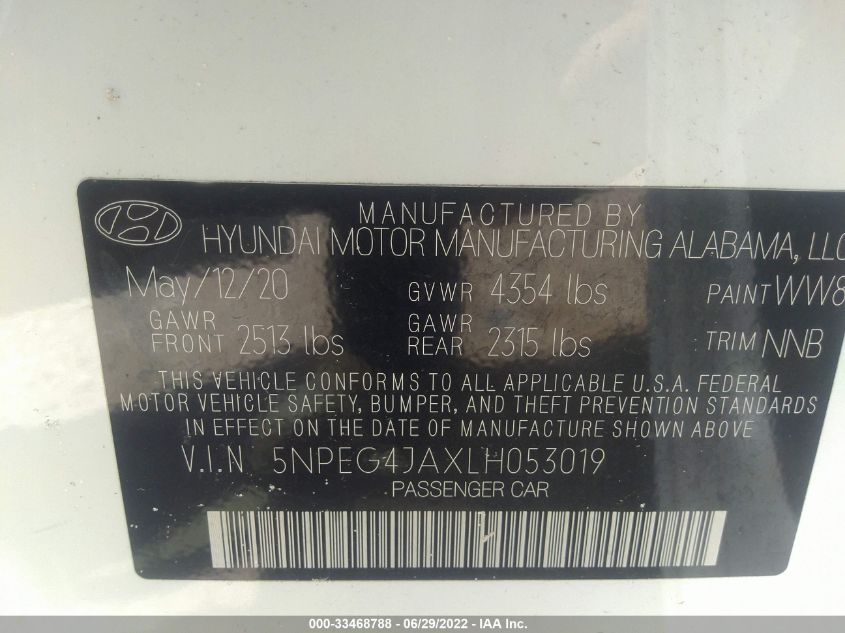 MANUFACTURED BY
HYUNDAI MOTOR MANUFACTURING ALABAMA, LLC
May/12/20 GVWR 4354 lbs PAINT WW8
GAWR FRONT 2513 lbs GAWR REAR 2315 lbs TRIM NNB
THIS VEHICLE CONFORMS TO ALL APPLICABLE U.S.A. FEDERAL
MOTOR VEHICLE SAFETY, BUMPER, AND THEFT PREVENTION STANDARDS
IN EFFECT ON THE DATE OF MANUFACTURE SHOWN ABOVE
V.I.N 5NPEG4JAXLH053019
PASSENGER CAR
000-33468788 - 06/29/2022 - IAA Inc.